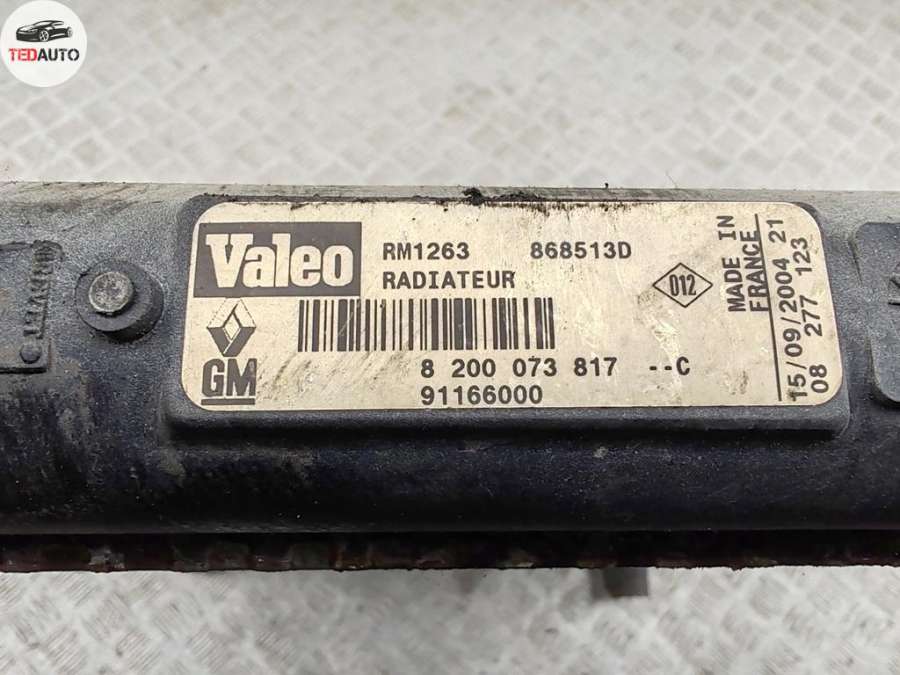 TEDAUTO
Valeo
RM1263 868513D
RADIATEUR
GM
8 200 073 817 --C
91166000
D12
MADE IN
FRANCE
15/09/2004 21
08 277 123